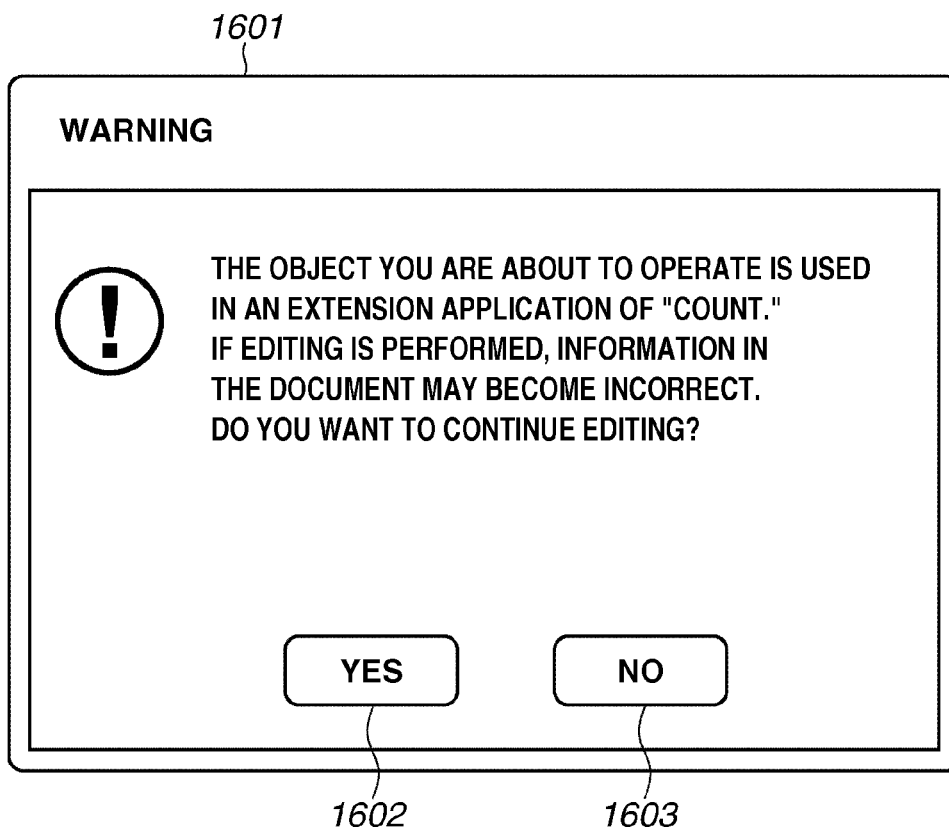 1601
WARNING
!
THE OBJECT YOU ARE ABOUT TO OPERATE IS USED
IN AN EXTENSION APPLICATION OF "COUNT."
IF EDITING IS PERFORMED, INFORMATION IN
THE DOCUMENT MAY BECOME INCORRECT.
DO YOU WANT TO CONTINUE EDITING?
YES NO
1602 1603